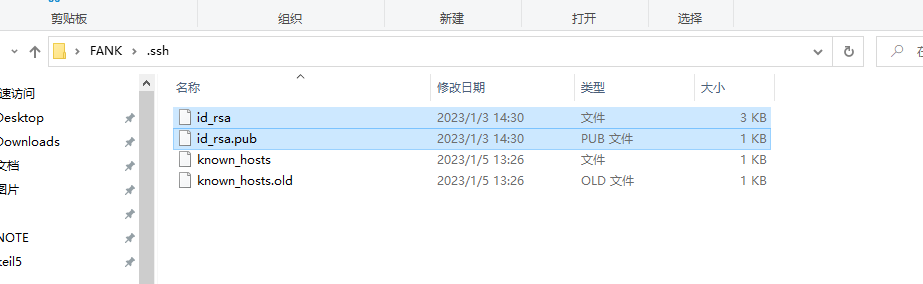 剪贴板 组织 新建 打开 选择
FANK .ssh 在
名称 修改日期 类型 大小
速访问
Desktop
Downloads
文档
图片
NOTE
keil5
id_rsa 2023/1/3 14:30 文件 3 KB
id_rsa.pub 2023/1/3 14:30 PUB 文件 1 KB
known_hosts 2023/1/5 13:26 文件 1 KB
known_hosts.old 2023/1/5 13:26 OLD 文件 1 KB